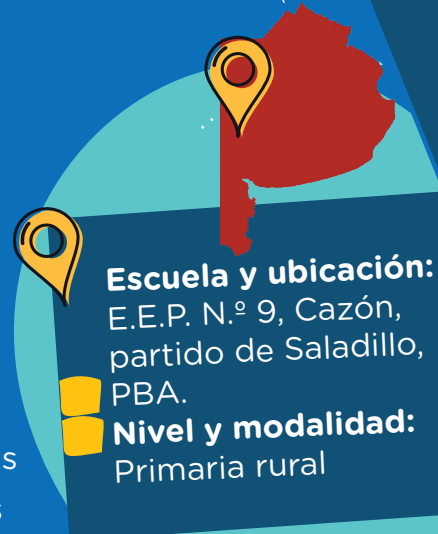 Escuela y ubicación:
E.E.P. N.º 9, Cazón,
partido de Saladillo,
PBA.
Nivel y modalidad:
Primaria rural
s
s